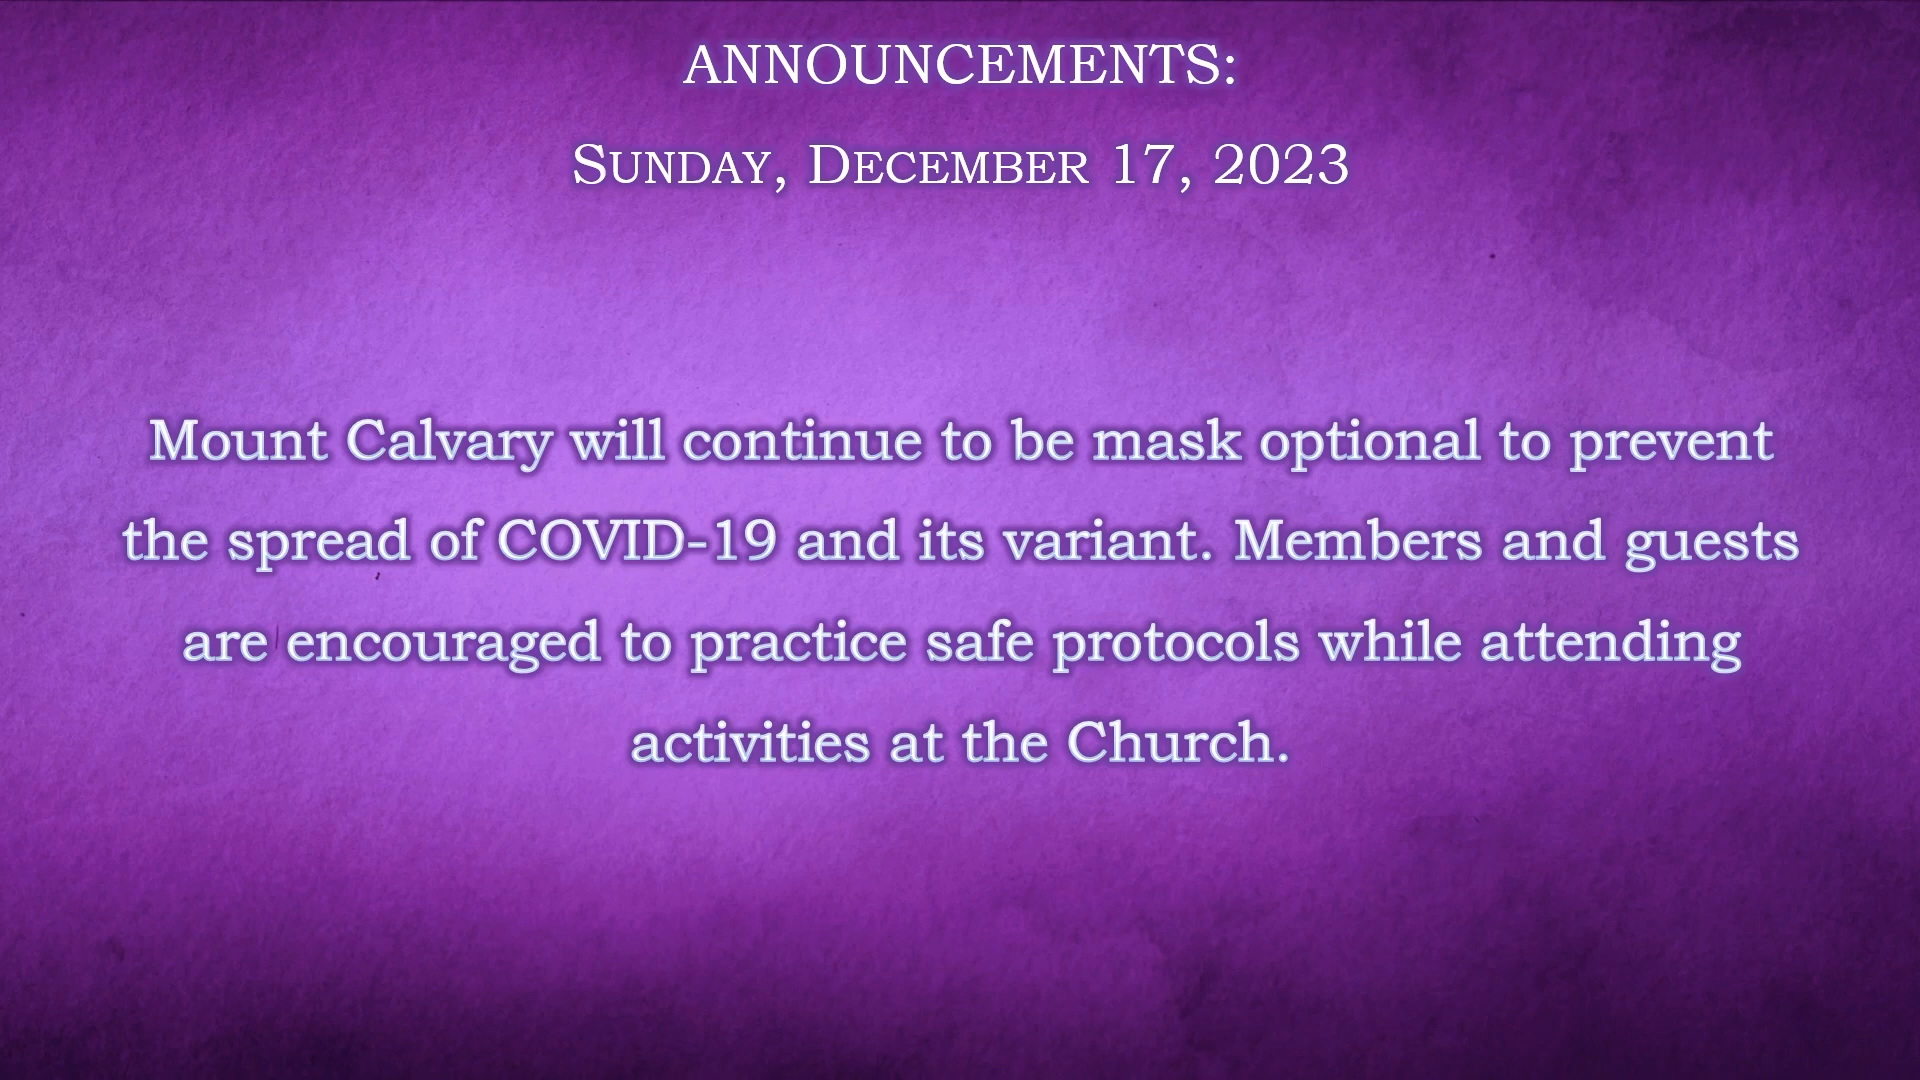 ANNOUNCEMENTS:
SUNDAY, DECEMBER 17, 2023
Mount Calvary will continue to be mask optional to prevent
the spread of COVID-19 and its variant. Members and guests
are encouraged to practice safe protocols while attending
activities at the Church.